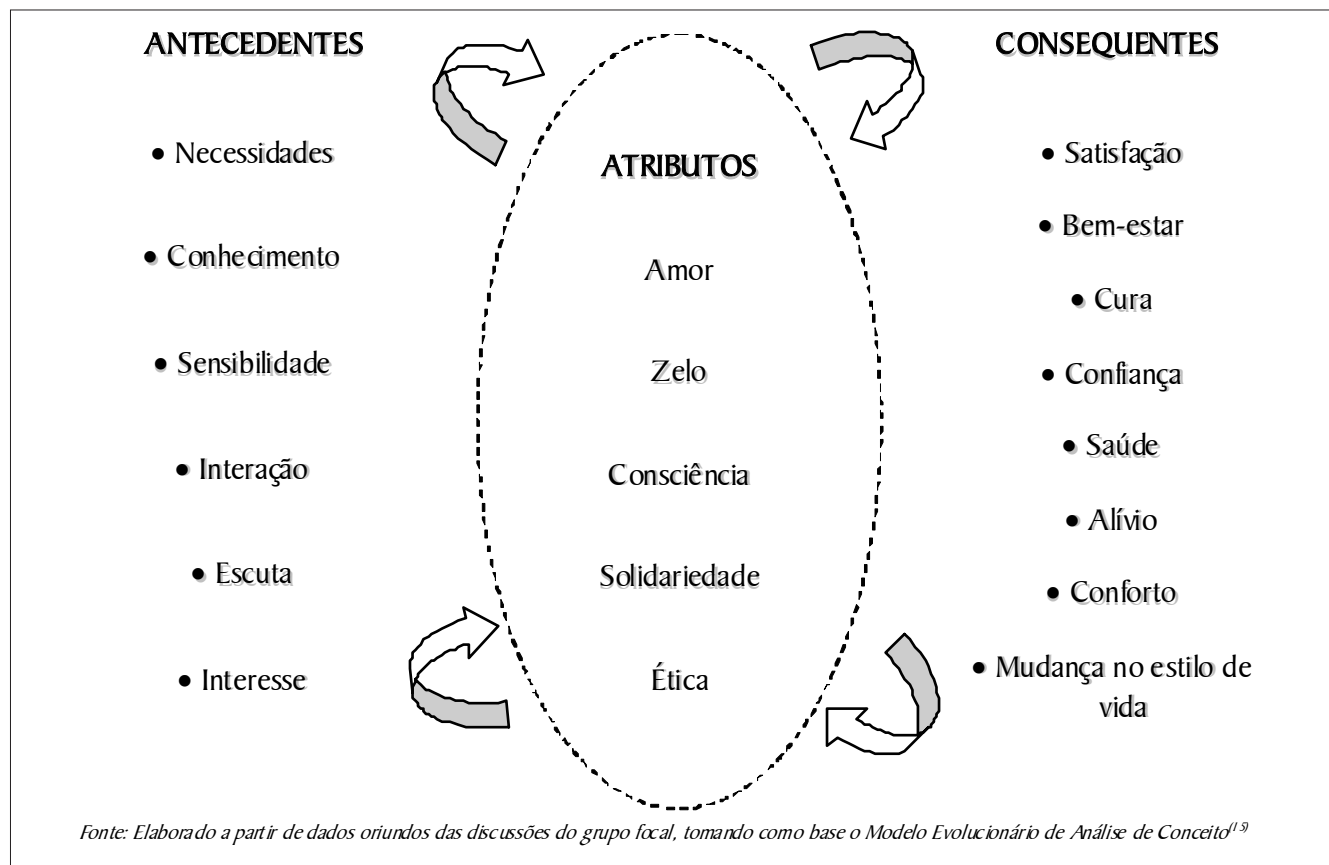 ANTECEDENTES
• Necessidades
• Conhecimento
• Sensibilidade
• Interação
• Escuta
• Interesse
ATRIBUTOS
Amor
Zelo
Consciência
Solidariedade
Ética
CONSEQUENTES
• Satisfação
• Bem-estar
• Cura
• Confiança
• Saúde
• Alívio
• Conforto
• Mudança no estilo de
vida
Fonte: Elaborado a partir de dados oriundos das discussões do grupo focal, tomando como base o Modelo Evolucionário de Análise de Conceito(15)